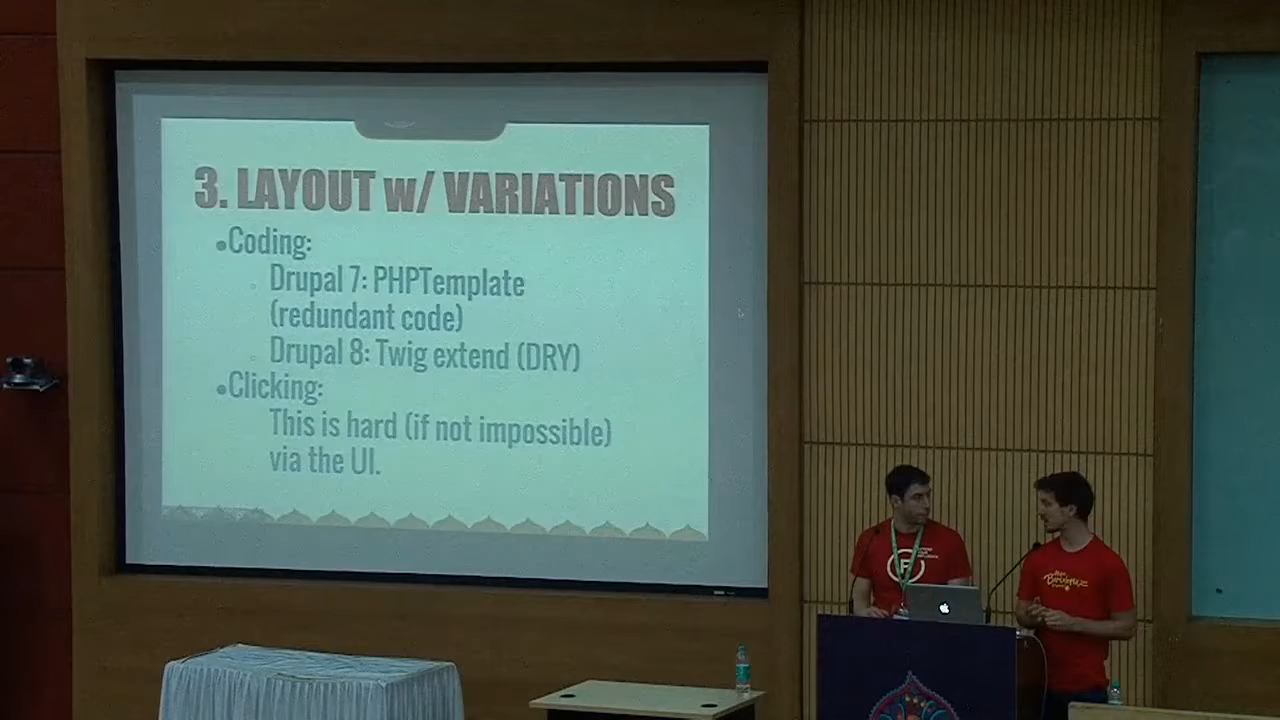 3. LAYOUT w/ VARIATIONS
•Coding:
Drupal 7: PHPTemplate
(redundant code)
Drupal 8: Twig extend (DRY)
•Clicking:
This is hard (if not impossible)
via the UI.